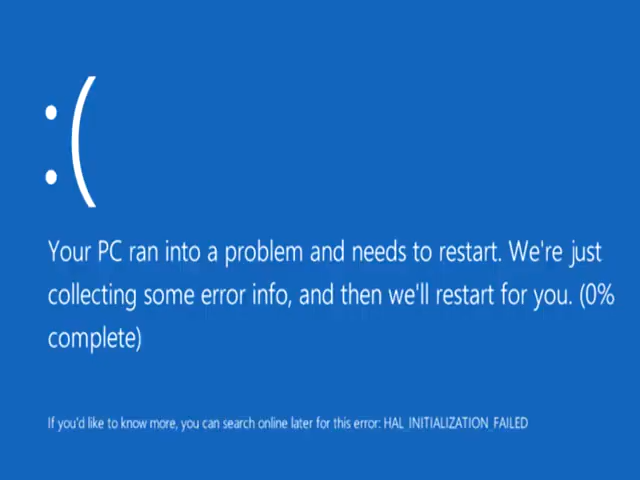 :(
Your PC ran into a problem and needs to restart. We're just
collecting some error info, and then we'll restart for you. (0%
complete)
If you'd like to know more, you can search online later for this error: HAL_INITIALIZATION_FAILED